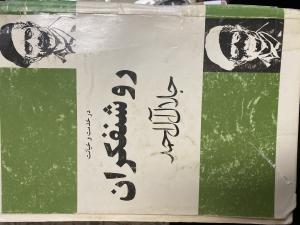 جلال آل احمد
در خدمت و خیانت
روشنفکران